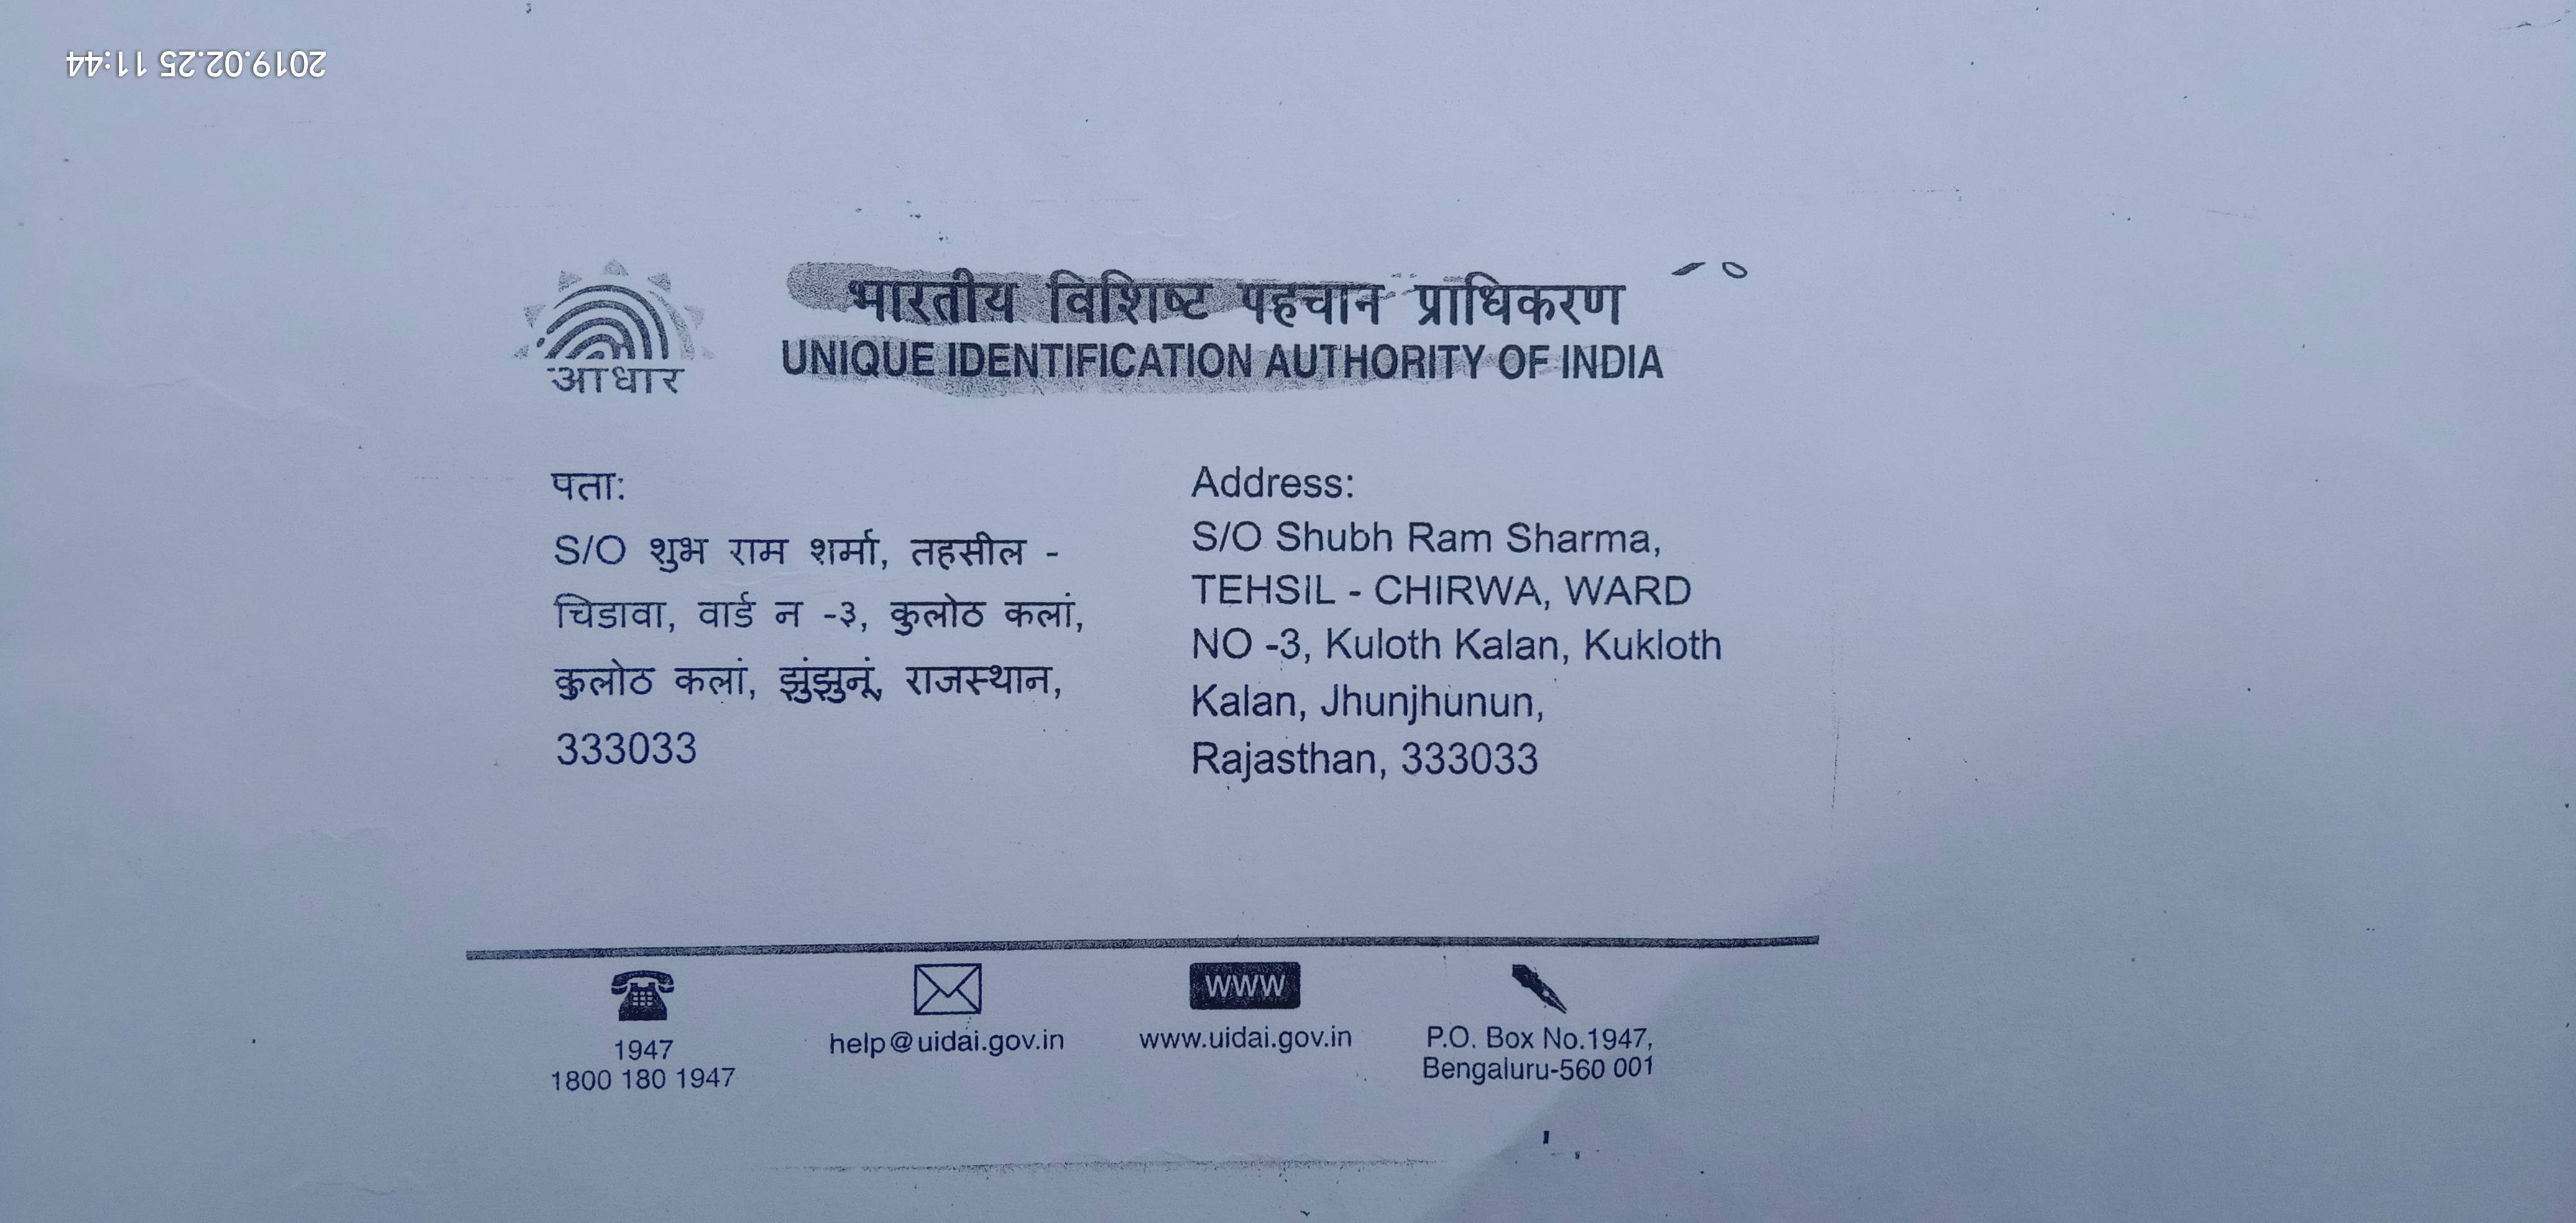 2019.02.25 11:44
आधार
भारतीय विशिष्ट पहचान प्राधिकरण
UNIQUE IDENTIFICATION AUTHORITY OF INDIA
पता:
S/O शुभ राम शर्मा, तहसील -
चिडावा, वार्ड न -३, कुलोठ कलां,
कुलोठ कलां, झुंझुनूं, राजस्थान,
333033
Address:
S/O Shubh Ram Sharma,
TEHSIL - CHIRWA, WARD
NO -3, Kuloth Kalan, Kukloth
Kalan, Jhunjhunun,
Rajasthan, 333033
1947
1800 180 1947
help@uidai.gov.in
www
www.uidai.gov.in
P.O. Box No.1947,
Bengaluru-560 001